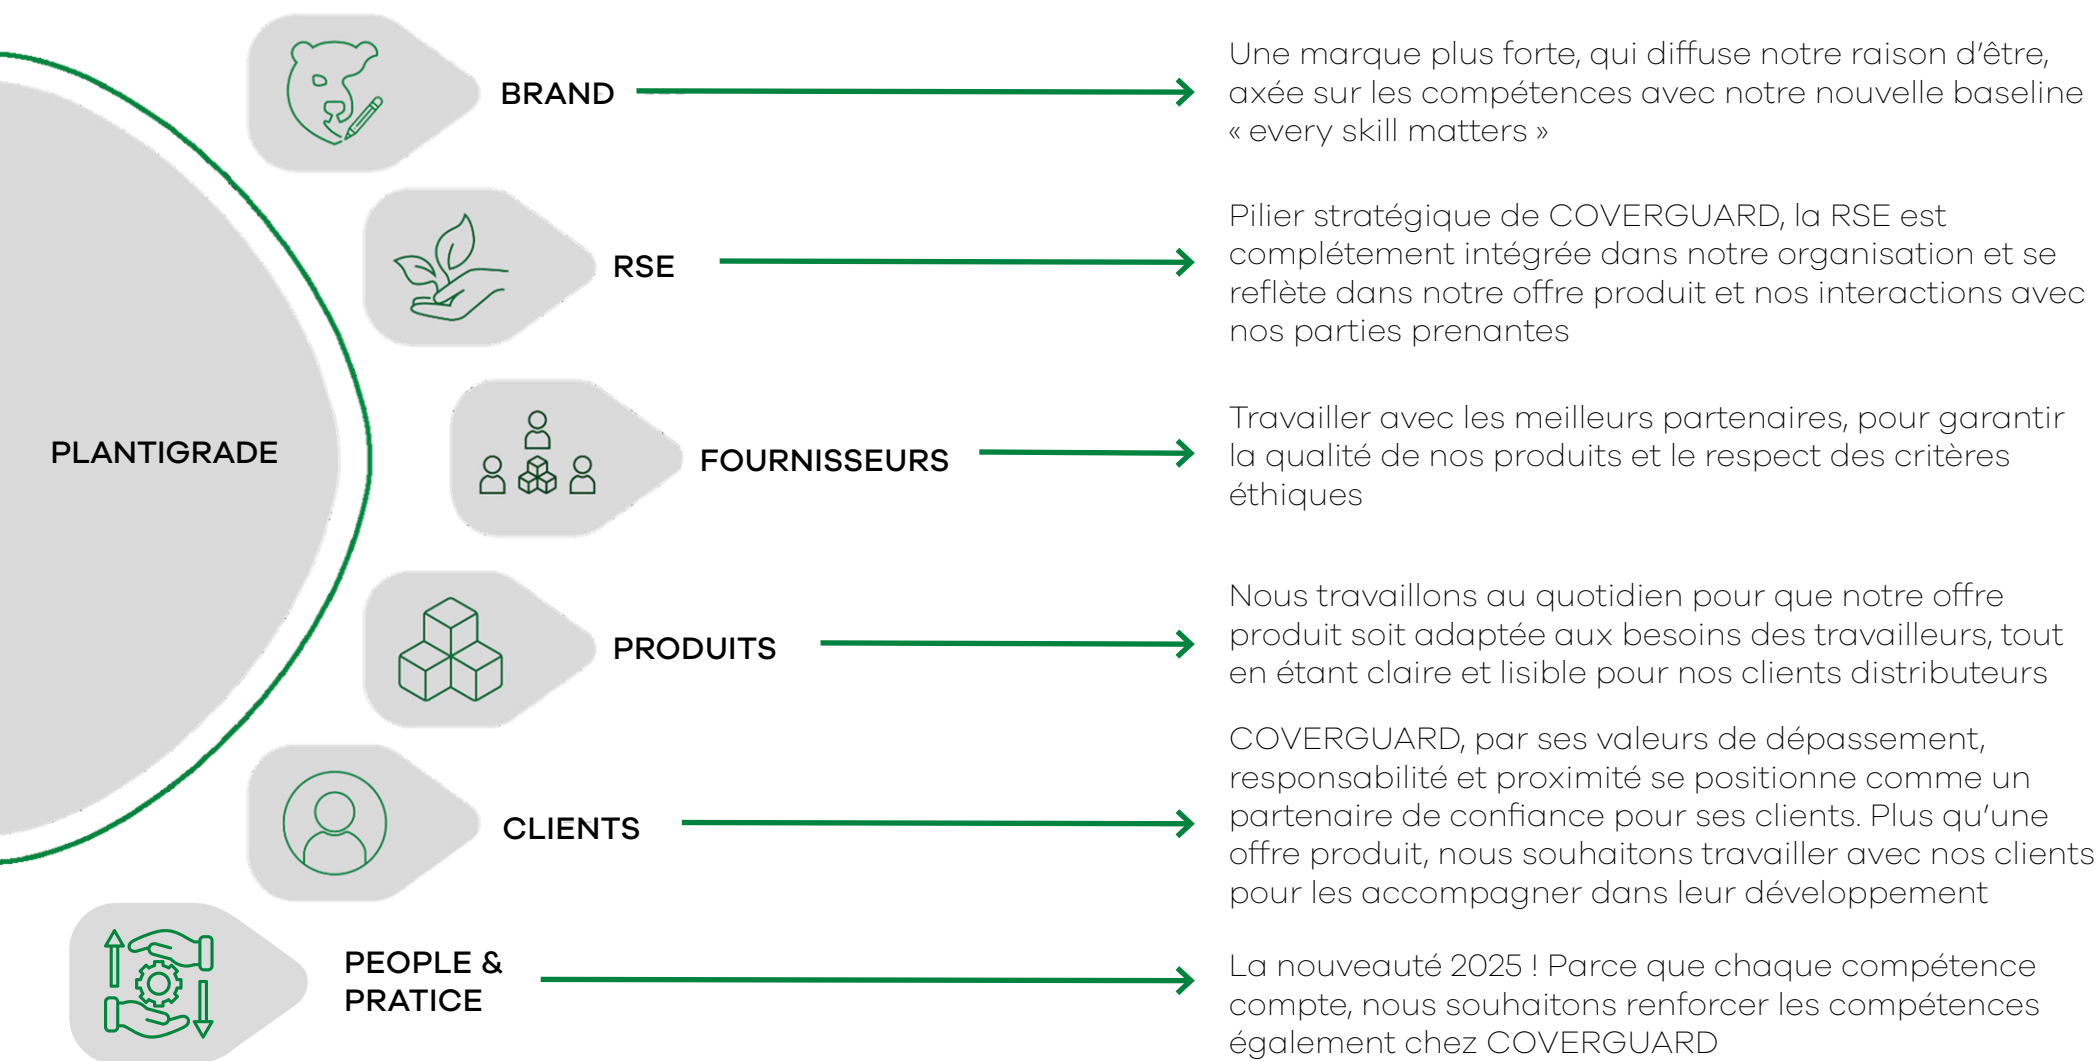 PLANTIGRADE
BRAND
Une marque plus forte, qui diffuse notre raison d'être,
axée sur les compétences avec notre nouvelle baseline
« every skill matters »
RSE
Pilier stratégique de COVERGUARD, la RSE est
complétement intégrée dans notre organisation et se
reflète dans notre offre produit et nos interactions avec
nos parties prenantes
FOURNISSEURS
Travailler avec les meilleurs partenaires, pour garantir
la qualité de nos produits et le respect des critères
éthiques
PRODUITS
Nous travaillons au quotidien pour que notre offre
produit soit adaptée aux besoins des travailleurs, tout
en étant claire et lisible pour nos clients distributeurs
CLIENTS
COVERGUARD, par ses valeurs de dépassement,
responsabilité et proximité se positionne comme un
partenaire de confiance pour ses clients. Plus qu'une
offre produit, nous souhaitons travailler avec nos clients
pour les accompagner dans leur développement
PEOPLE &
PRATICE
La nouveauté 2025 ! Parce que chaque compétence
compte, nous souhaitons renforcer les compétences
également chez COVERGUARD